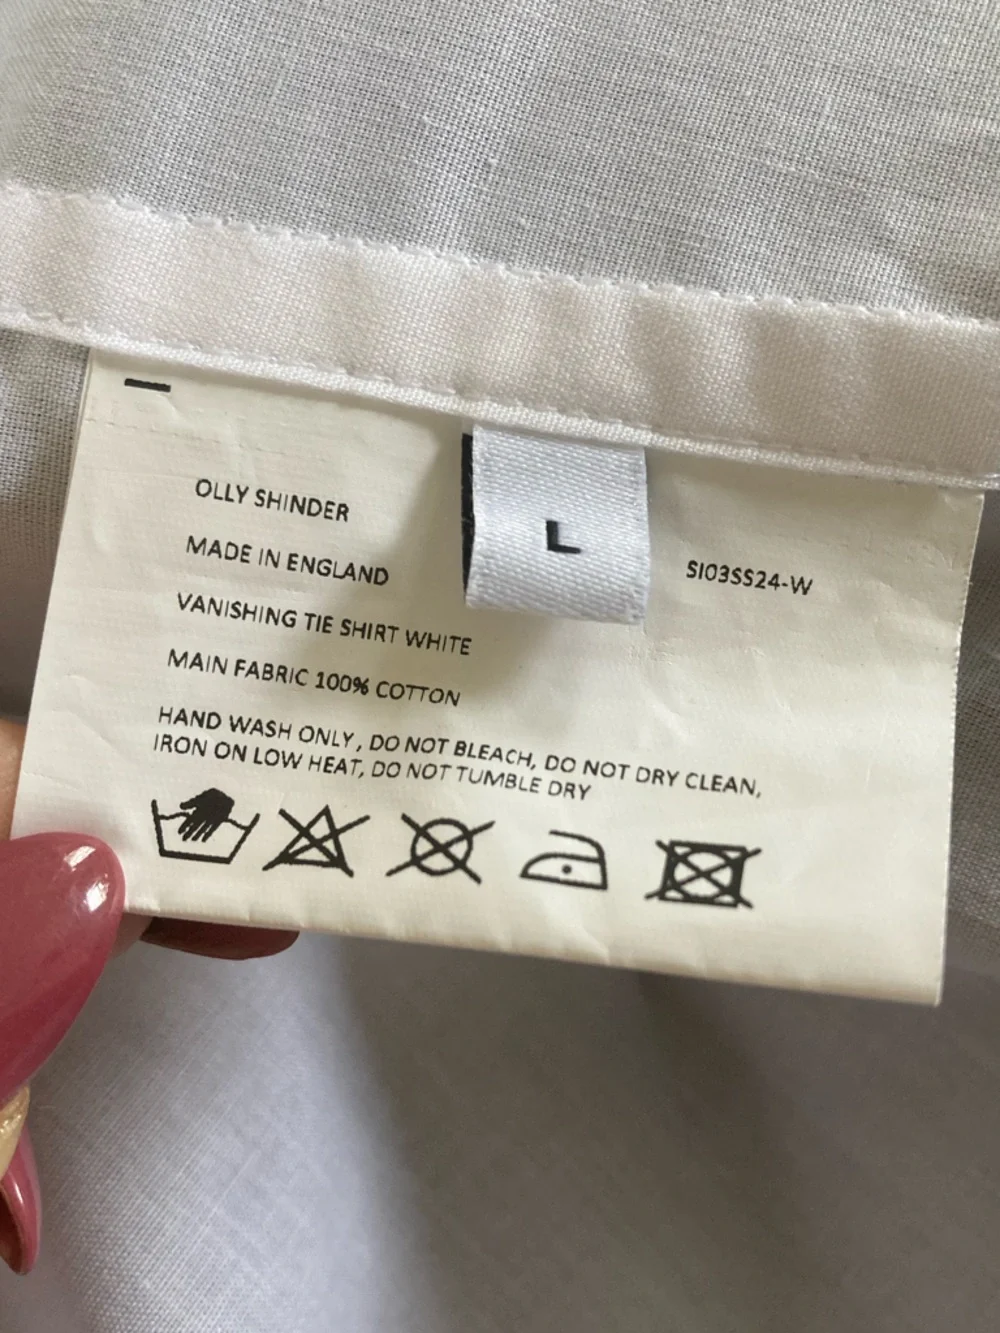 OLLY SHINDER
MADE IN ENGLAND
VANISHING TIE SHIRT WHITE
MAIN FABRIC 100% COTTON
HAND WASH ONLY, DO NOT BLEACH, DO NOT DRY CLEAN,
IRON ON LOW HEAT, DO NOT TUMBLE DRY
L
SI03SS24-W